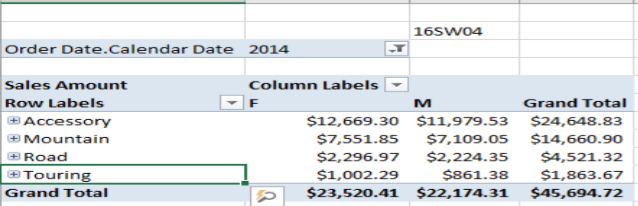 16SW04
Order Date.Calendar Date 2014
Sales Amount Column Labels
Row Labels F M Grand Total
Accessory $12,669.30 $11,979.53 $24,648.83
Mountain $7,551.85 $7,109.05 $14,660.90
Road $2,296.97 $2,224.35 $4,521.32
Touring $1,002.29 $861.38 $1,863.67
Grand Total $23,520.41 $22,174.31 $45,694.72